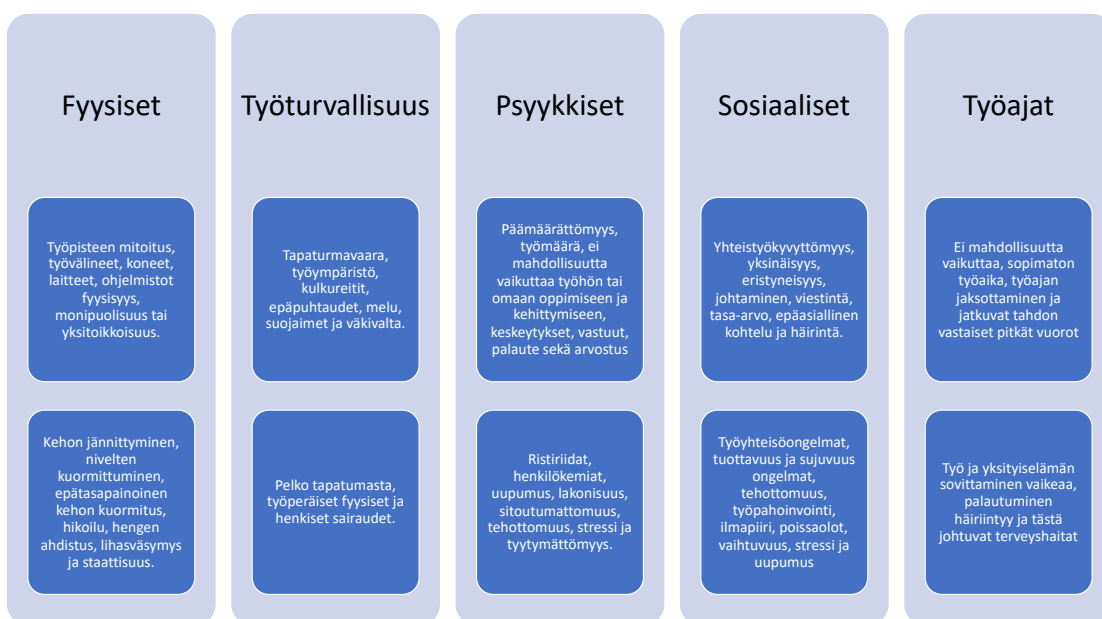 Fyysiset
Työpisteen mitoitus,
työvälineet, koneet,
laitteet, ohjelmistot
fyysisyys,
monipuolisuus tai
yksitoikkoisuus.
Kehon jännittyminen,
nivelten
kuormittuminen,
epätasapainoinen
kehon kuormitus,
hikoilu, hengen
ahdistus, lihasväsymys
ja staattisuus.
Työturvallisuus
Tapaturmavaara,
työympäristö,
kulkureitit,
epäpuhtaudet, melu,
suojaimet ja väkivalta.
Pelko tapatumasta,
työperäiset fyysiset ja
henkiset sairaudet.
Psyykkiset
Päämäärättömyys,
työmäärä, ei
mahdollisuutta
vaikuttaa työhön tai
omaan oppimiseen ja
kehittymiseen,
keskeytykset, vastuut,
palaute sekä arvostus
Ristiriidat,
henkilökemiat,
uupumus, lakonisuus,
sitoutumattomuus,
tehottomuus, stressi ja
tyytymättömyys.
Sosiaaliset
Yhteistyökyvyttömyys,
yksinäisyys,
eristyneisyys,
johtaminen, viestintä,
tasa-arvo, epäasiallinen
kohtelu ja häirintä.
Työyhteisöongelmat,
tuottavuus ja sujuvuus
ongelmat,
tehottomuus,
työpahoinvointi,
ilmapiiri, poissaolot,
vaihtuvuus, stressi ja
uupumus
Työajat
Ei mahdollisuutta
vaikuttaa, sopimaton
työaika, työajan
jaksottaminen ja
jatkuvat tahdon
vastaiset pitkät vuorot
Työ ja yksityiselämän
sovittaminen vaikeaa,
palautuminen
häiriintyy ja tästä
johtuvat terveyshaitat